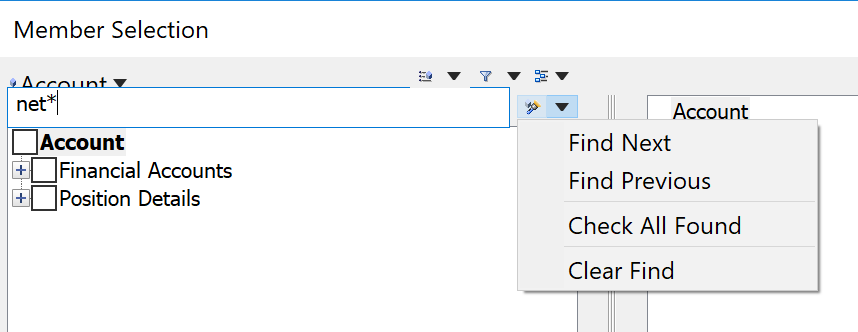 Member Selection
Account
net*
Account
Financial Accounts
Position Details
Account
Find Next
Find Previous
Check All Found
Clear Find